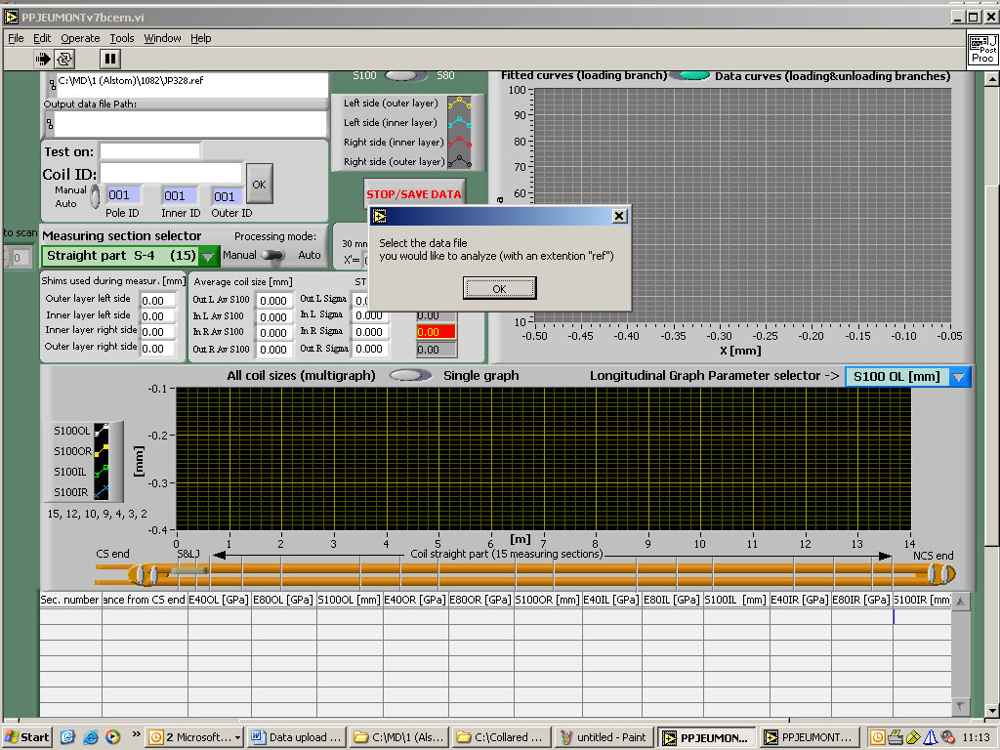 PPJEUMONTv7bcern.vi
File Edit Operate Tools Window Help
J
Post
Proc
C:\MD\1 (Alstom)\1082\JP328.ref
Output data file Path:
S100 S80
Left side (outer layer)
Left side (inner layer)
Right side (inner layer)
Right side (outer layer)
Fitted curves (loading branch) Data curves (loading&unloading branches)
100
90
80
70
60
10
-0.50 -0.45 -0.40 -0.35 -0.30 -0.25 -0.20 -0.15 -0.10 -0.05
X [mm]
Test on:
Coil ID:
OK
Manual
Auto
001 001 001
Pole ID Inner ID Outer ID
STOP/SAVE DATA
to scan
0
Measuring section selector
Straight part S-4 (15)
Processing mode:
Manual Auto
30 mm
X'=
Select the data file
you would like to analyze (with an extention "ref")
OK
Shims used during measur. [mm]
Outer layer left side 0.00
Inner layer left side 0.00
Inner layer right side 0.00
Outer layer right side 0.00
Average coil size [mm] ST
Out L Av S100 0.000 Out L Sigma 0.000
In L Av S100 0.000 In L Sigma 0.000 0.00
In R Av S100 0.000 In R Sigma 0.000 0.00
Out R Av S100 0.000 Out R Sigma 0.000 0.00
All coil sizes (multigraph) Single graph Longitudinal Graph Parameter selector -> S100 OL [mm]
-0.1
-0.2
-0.3
-0.4
[mm]
S100OL
S100OR
S100IL
S100IR
15, 12, 10, 9, 4, 3, 2
0 1 2 3 4 5 6 7 8 9 10 11 12 13 14
[m]
CS end S&LJ Coil straight part (15 measuring sections) NCS end
Sec. number ance from CS end E40OL [GPa] E80OL [GPa] S100OL [mm] E40OR [GPa] E80OR [GPa] S100OR [mm] E40IL [GPa] E80IL [GPa] S100IL [mm] E40IR [GPa] E80IR [GPa] S100IR [mm]
Start » 2 Microsoft... Data upload ... C:\MD\1 (Als... C:\Collared ... untitled - Paint PPJEUMON... PPJEUMONT... 11:13